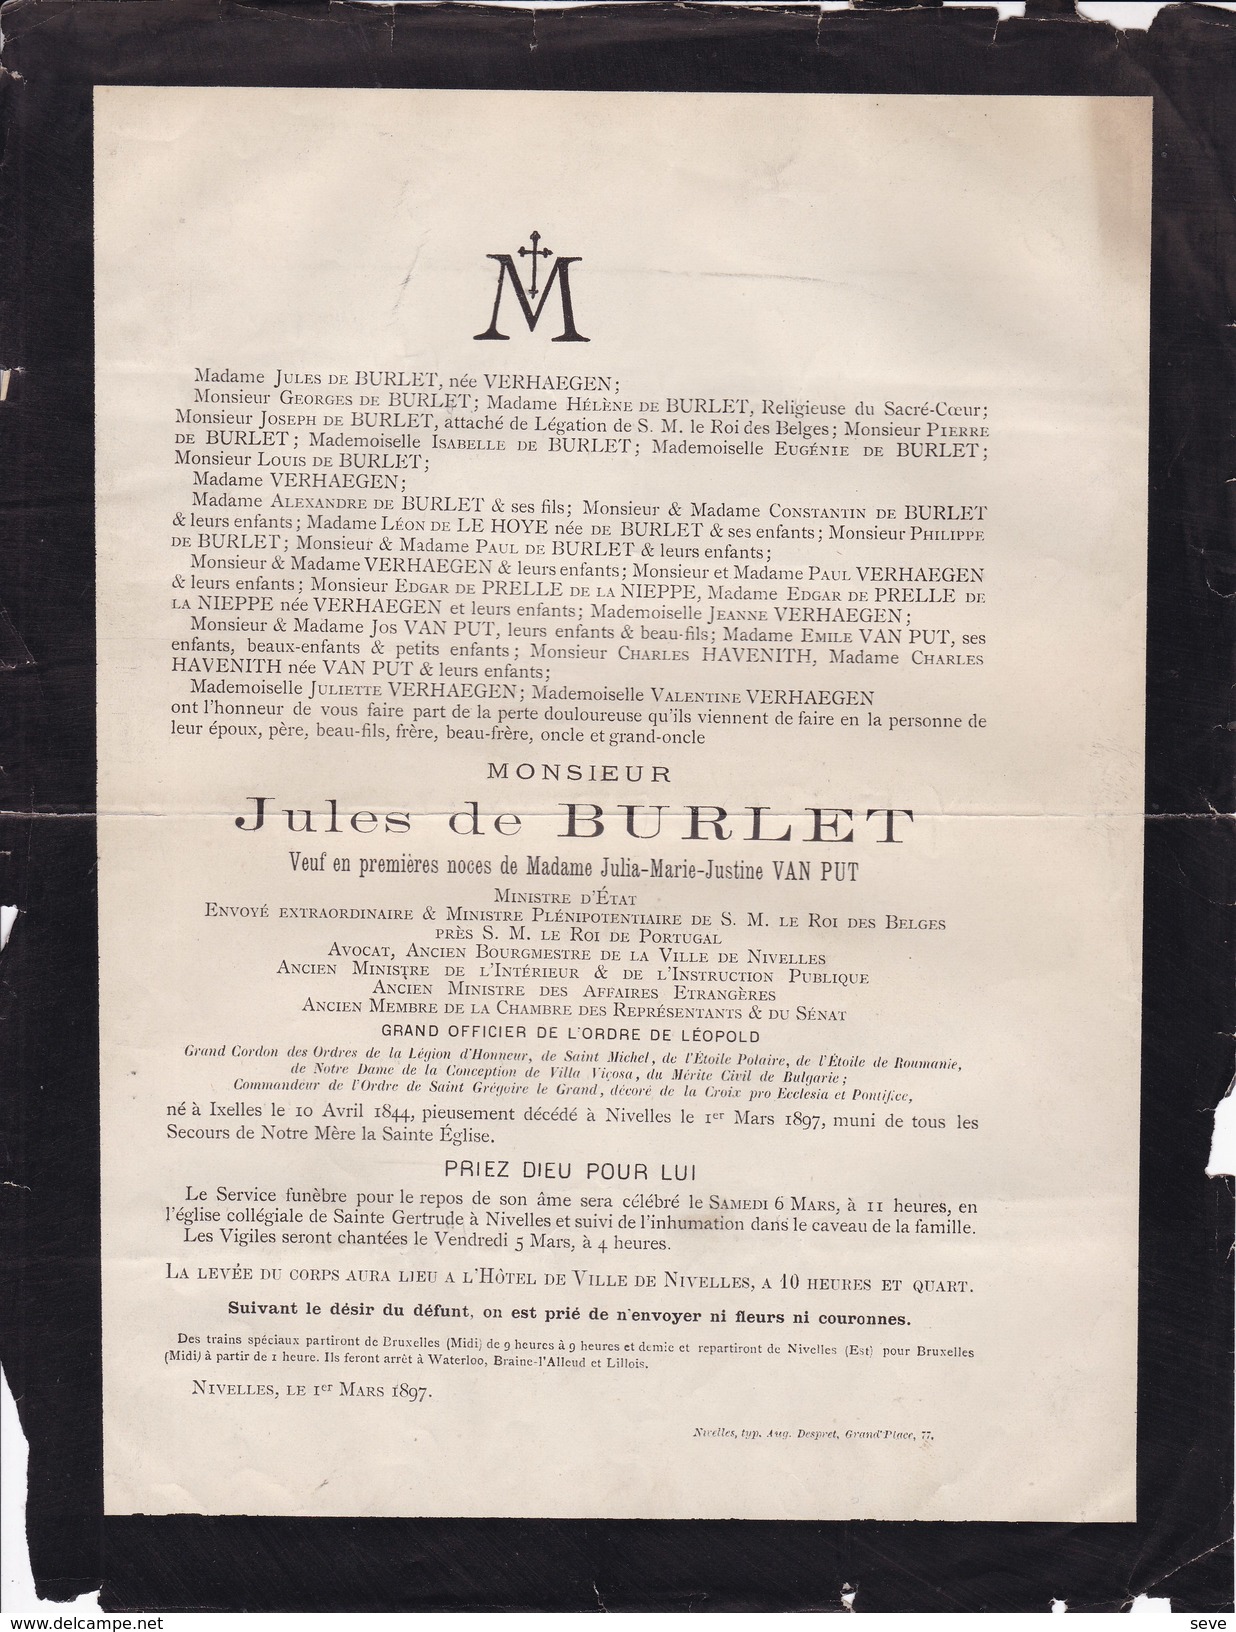 M
Madame Jules de BURLET, née VERHAEGEN;
Monsieur Georges de BURLET; Madame Hélène de BURLET, Religieuse du Sacré-Cœur;
Monsieur Joseph de BURLET, attaché de Légation de S. M. le Roi des Belges; Monsieur Pierre
de BURLET; Mademoiselle Isabelle de BURLET; Mademoiselle Eugénie de BURLET;
Monsieur Louis de BURLET;
Madame VERHAEGEN;
Madame Alexandre de BURLET & ses fils; Monsieur & Madame Constantin de BURLET
& leurs enfants; Madame Léon de LE HOYE née de BURLET & ses enfants; Monsieur Philippe
de BURLET; Monsieur & Madame Paul de BURLET & leurs enfants;
Monsieur & Madame VERHAEGEN & leurs enfants; Monsieur et Madame Paul VERHAEGEN
& leurs enfants; Monsieur Edgar de PRELLE de la NIEPPE, Madame Edgar de PRELLE de
la NIEPPE née VERHAEGEN et leurs enfants; Mademoiselle Jeanne VERHAEGEN;
Monsieur & Madame Jos VAN PUT, leurs enfants & beau-fils; Madame Emile VAN PUT, ses
enfants, beaux-enfants & petits enfants; Monsieur Charles HAVENITH, Madame Charles
HAVENITH née VAN PUT & leurs enfants;
Mademoiselle Juliette VERHAEGEN; Mademoiselle Valentine VERHAEGEN
ont l'honneur de vous faire part de la perte douloureuse qu'ils viennent de faire en la personne de
leur époux, père, beau-fils, frère, beau-frère, oncle et grand-oncle
MONSIEUR
Jules de BURLET
Veuf en premières noces de Madame Julia-Marie-Justine VAN PUT
Ministre d'État
Envoyé extraordinaire & Ministre Plénipotentiaire de S. M. le Roi des Belges
près S. M. le Roi de Portugal
Avocat, Ancien Bourgmestre de la Ville de Nivelles
Ancien Ministre de l'Intérieur & de l'Instruction Publique
Ancien Ministre des Affaires Etrangères
Ancien Membre de la Chambre des Représentants & du Sénat
GRAND OFFICIER DE L'ORDRE DE LÉOPOLD
Grand Cordon des Ordres de la Légion d'Honneur, de Saint Michel, de l'Étoile Polaire, de l'Étoile de Roumanie,
de Notre Dame de la Conception de Villa Viçosa, du Mérite Civil de Bulgarie;
Commandeur de l'Ordre de Saint Grégoire le Grand, décoré de la Croix pro Ecclesia et Pontifice,
né à Ixelles le 10 Avril 1844, pieusement décédé à Nivelles le 1er Mars 1897, muni de tous les
Secours de Notre Mère la Sainte Église.
PRIEZ DIEU POUR LUI
Le Service funèbre pour le repos de son âme sera célébré le Samedi 6 Mars, à 11 heures, en
l'église collégiale de Sainte Gertrude à Nivelles et suivi de l'inhumation dans le caveau de la famille.
Les Vigiles seront chantées le Vendredi 5 Mars, à 4 heures.
La levée du corps aura lieu a l'Hôtel de Ville de Nivelles, a 10 heures et quart.
Suivant le désir du défunt, on est prié de n'envoyer ni fleurs ni couronnes.
Des trains spéciaux partiront de Bruxelles (Midi) de 9 heures à 9 heures et demie et repartiront de Nivelles (Est) pour Bruxelles
(Midi) à partir de 1 heure. Ils feront arrêt à Waterloo, Braine-l'Alleud et Lillois.
Nivelles, le 1er Mars 1897.
Nivelles, typ. Aug. Despret, Grand'Place, 77.
delcampe.net
seve